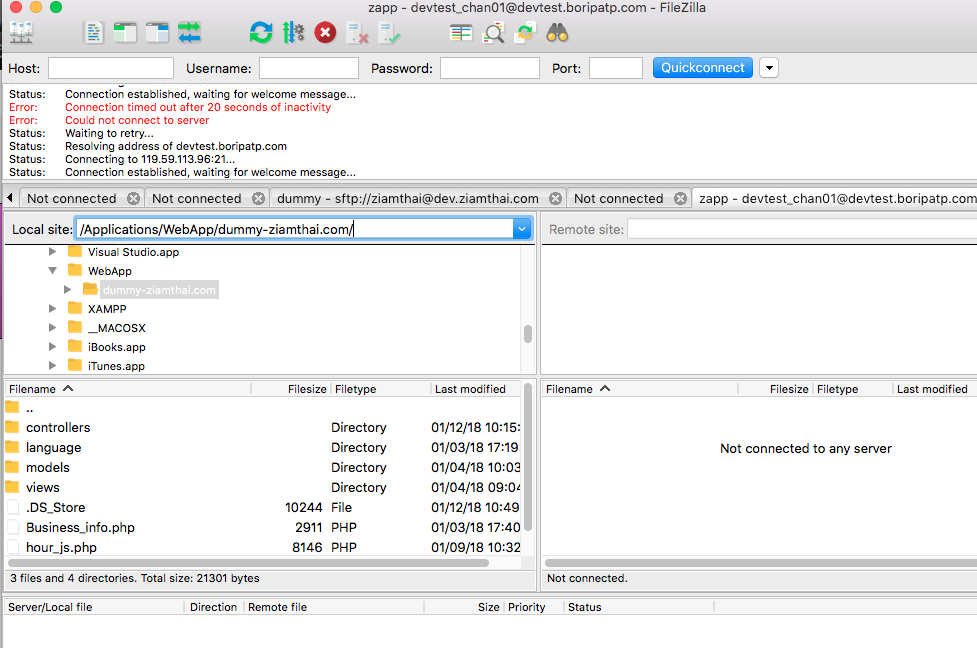 zapp - devtest_chan01@devtest.boripatp.com - FileZilla
Host: Username: Password: Port: Quickconnect
Status: Connection established, waiting for welcome message...
Error: Connection timed out after 20 seconds of inactivity
Error: Could not connect to server
Status: Waiting to retry...
Status: Resolving address of devtest.boripatp.com
Status: Connecting to 119.59.113.96:21...
Status: Connection established, waiting for welcome message...
Not connected Not connected dummy - sftp://ziamthai@dev.ziamthai.com Not connected zapp - devtest_chan01@devtest.boripatp.com
Local site: /Applications/WebApp/dummy-ziamthai.com/ Remote site:
Visual Studio.app
WebApp
dummy-ziamthai.com
XAMPP
__MACOSX
iBooks.app
iTunes.app
Filename Filesize Filetype Last modified Filename Filesize Filetype Last modified
..
controllers Directory 01/12/18 10:15:
language Directory 01/03/18 17:19
models Directory 01/04/18 10:03
views Directory 01/04/18 09:04
.DS_Store 10244 File 01/12/18 10:49
Business_info.php 2911 PHP 01/03/18 17:40
hour_js.php 8146 PHP 01/09/18 10:32
Not connected to any server
3 files and 4 directories. Total size: 21301 bytes Not connected.
Server/Local file Direction Remote file Size Priority Status